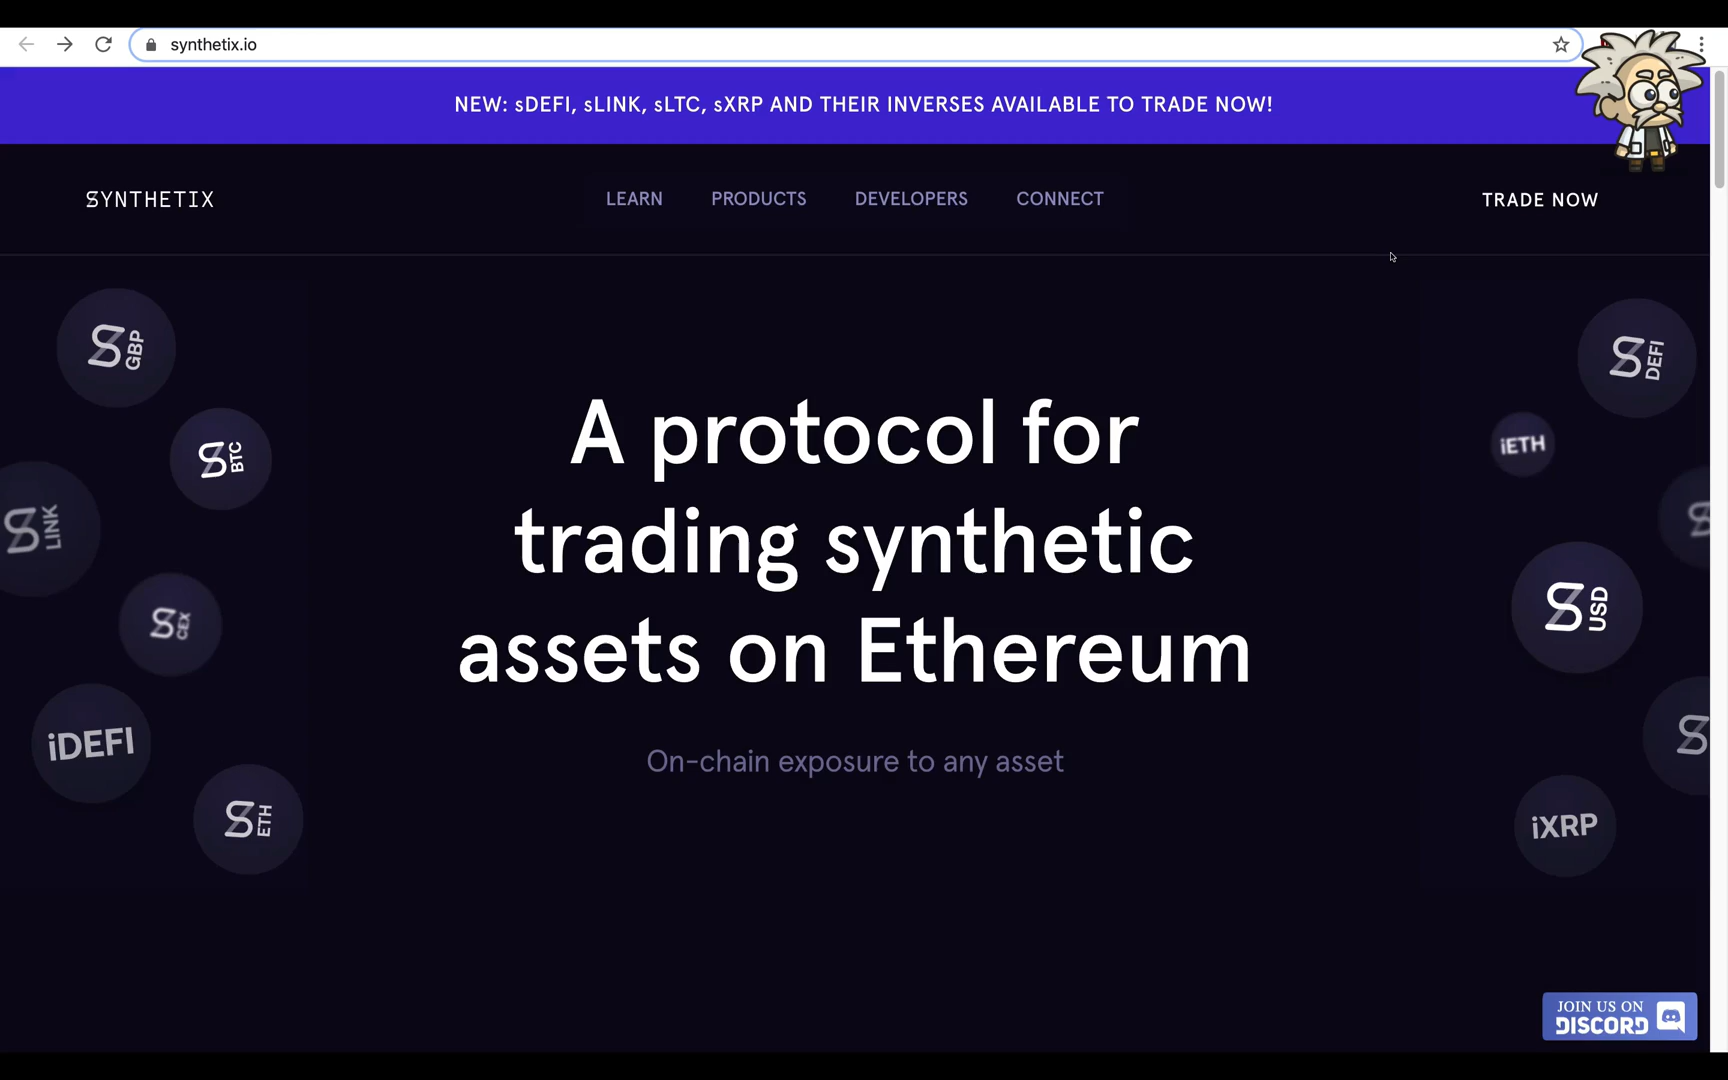 synthetix.io
NEW: sDEFI, sLINK, sLTC, sXRP AND THEIR INVERSES AVAILABLE TO TRADE NOW!
SYNTHETIX
LEARN
PRODUCTS
DEVELOPERS
CONNECT
TRADE NOW
S GBP
S DEFI
S BTC
iETH
S LINK
S
S CEX
S USD
iDEFI
S
S ETH
iXRP
A protocol for
trading synthetic
assets on Ethereum
On-chain exposure to any asset
JOIN US ON
DISCORD